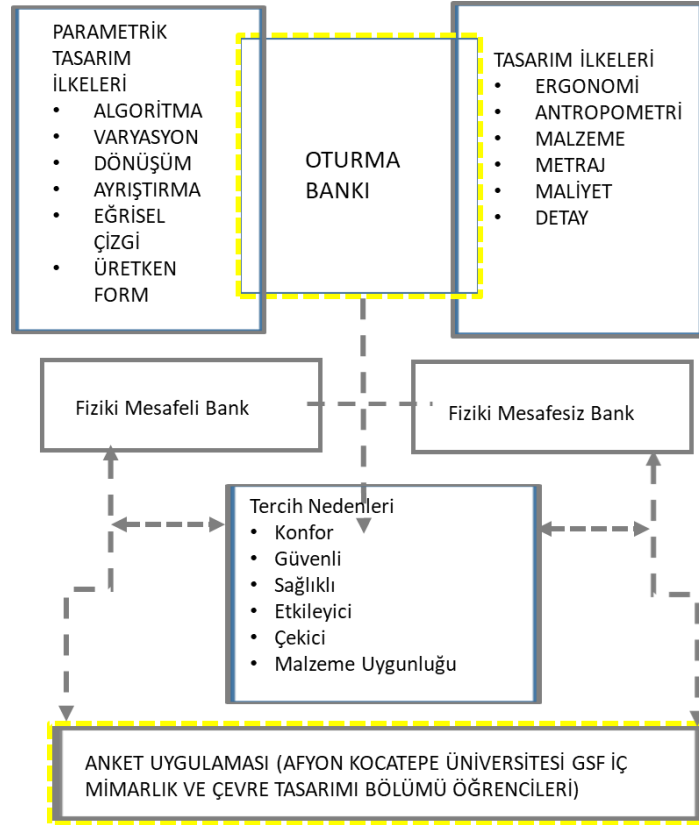 PARAMETRİK
TASARIM
İLKELERİ
• ALGORİTMA
• VARYASYON
• DÖNÜŞÜM
• AYRIŞTIRMA
• EĞRİSEL
ÇİZGİ
• ÜRETKEN
FORM
OTURMA
BANKI
TASARIM İLKELERİ
• ERGONOMİ
• ANTROPOMETRİ
• MALZEME
• METRAJ
• MALİYET
• DETAY
Fiziki Mesafeli Bank
Fiziki Mesafesiz Bank
Tercih Nedenleri
• Konfor
• Güvenli
• Sağlıklı
• Etkileyici
• Çekici
• Malzeme Uygunluğu
ANKET UYGULAMASI (AFYON KOCATEPE ÜNİVERSİTESİ GSF İÇ
MİMARLIK VE ÇEVRE TASARIMI BÖLÜMÜ ÖĞRENCİLERİ)